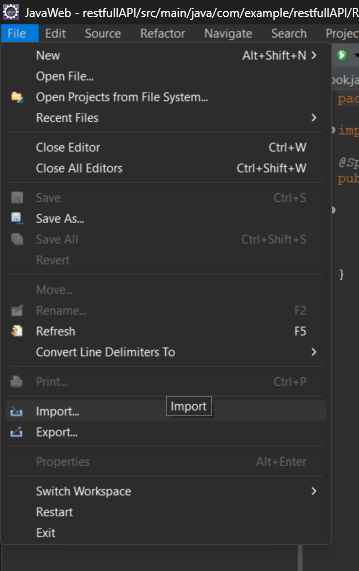 JavaWeb - restfullAPI/src/main/java/com/example/restfullAPI/R
File Edit Source Refactor Navigate Search Project
New Alt+Shift+N
Open File...
Open Projects from File System...
Recent Files
Close Editor Ctrl+W
Close All Editors Ctrl+Shift+W
Save Ctrl+S
Save As...
Save All Ctrl+Shift+S
Revert
Move...
Rename... F2
Refresh F5
Convert Line Delimiters To
Print... Ctrl+P
Import...
Import
Export...
Properties Alt+Enter
Switch Workspace
Restart
Exit
ook.ja
pac
imp
@Sp
pub
}